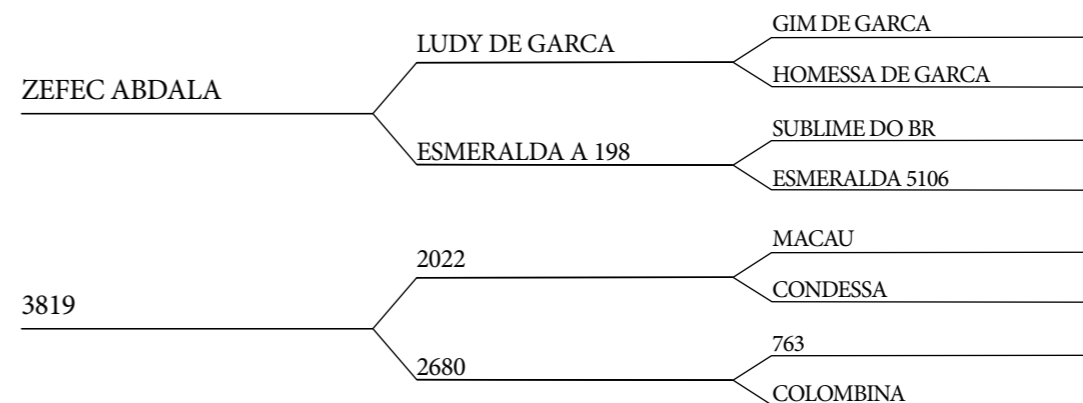 ZEFEC ABDALA
LUDY DE GARCA
GIM DE GARCA
HOMESSA DE GARCA
ESMERALDA A 198
SUBLIME DO BR
ESMERALDA 5106
3819
2022
MACAU
CONDESSA
2680
763
COLOMBINA